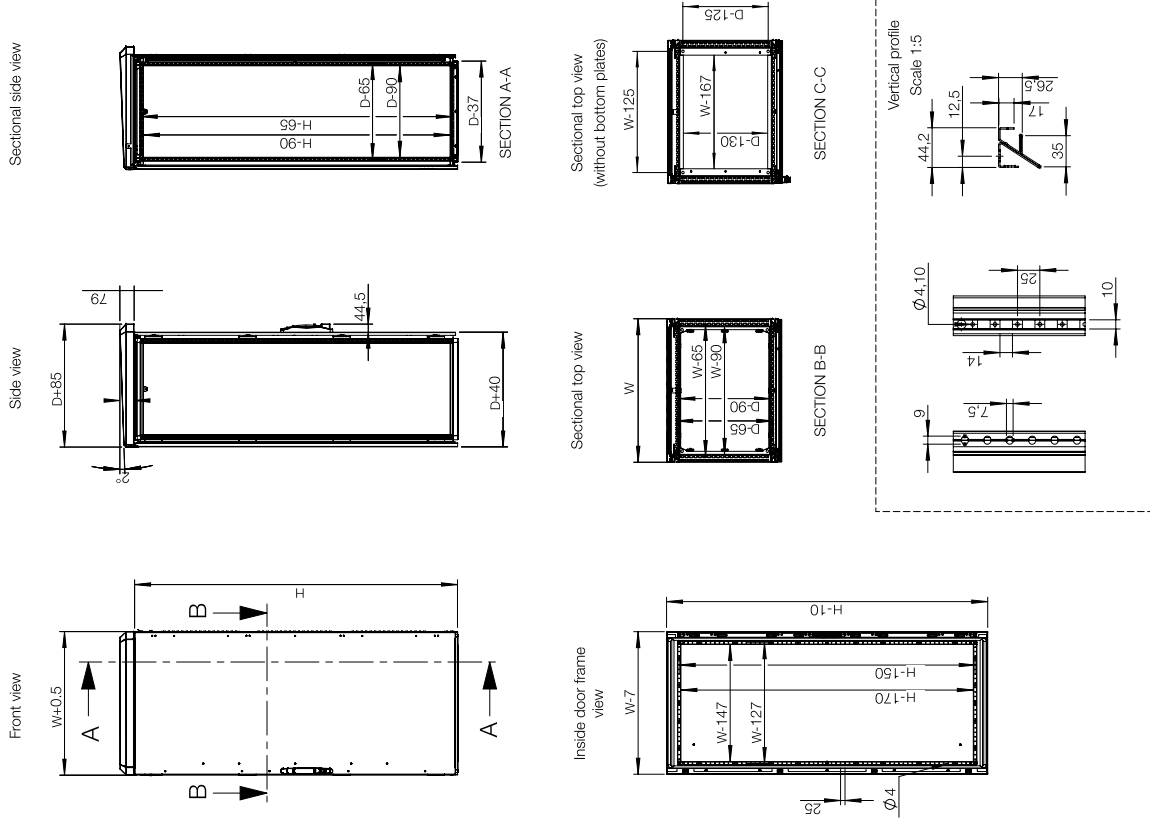 Front view
W+0.5
H
A
A
B
B
Side view
D+85
79
2°
44,5
D+40
Sectional side view
D-65
D-90
H-65
H-90
D-37
SECTION A-A
Inside door frame
view
W-7
H-10
H-150
H-170
W-147
W-127
25
Ø4
Sectional top view
W
W-65
W-90
D-90
D-65
SECTION B-B
Sectional top view
(without bottom plates)
W-125
D-125
W-167
D-130
SECTION C-C
Vertical profile
Scale 1:5
44,2
12,5
26,5
17
35
Ø4,10
25
10
14
9
7,5